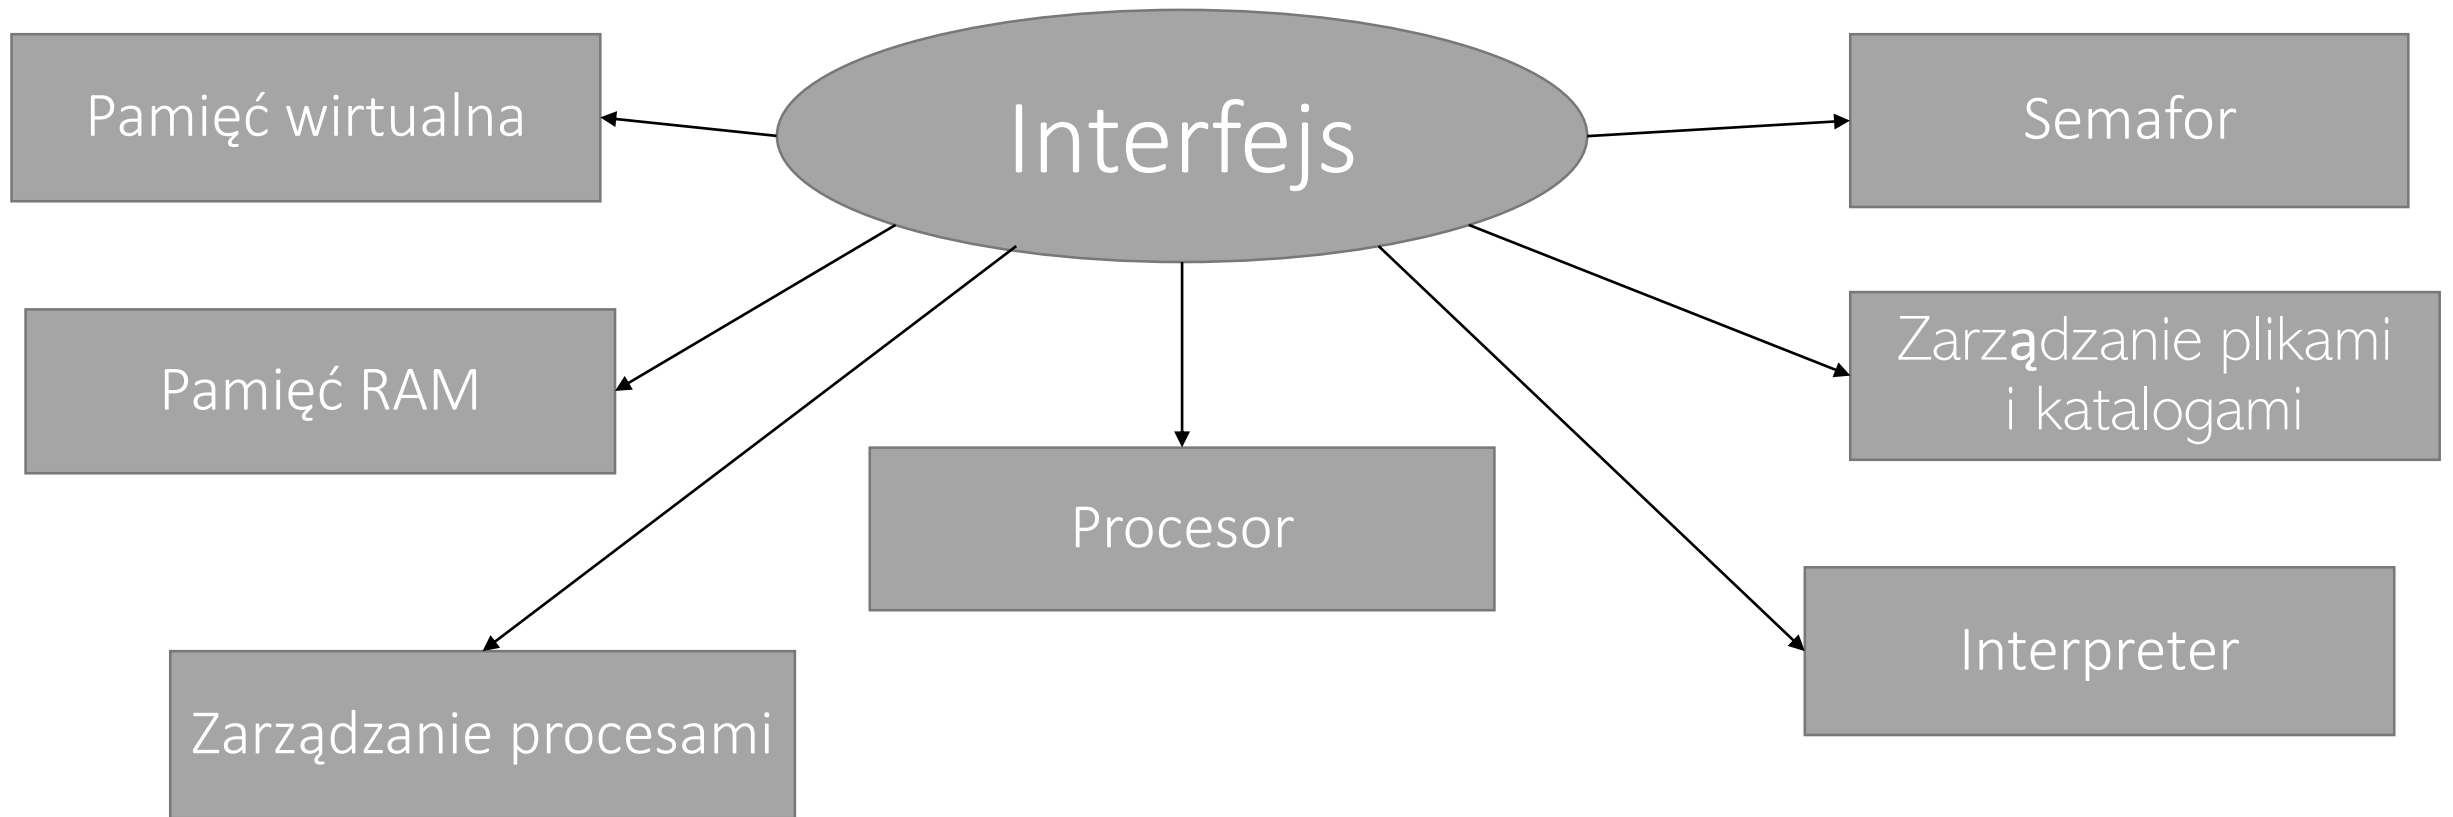 Pamięć wirtualna
Interfejs
Semafor
Pamięć RAM
Zarządzanie plikami
i katalogami
Procesor
Interpreter
Zarządzanie procesami